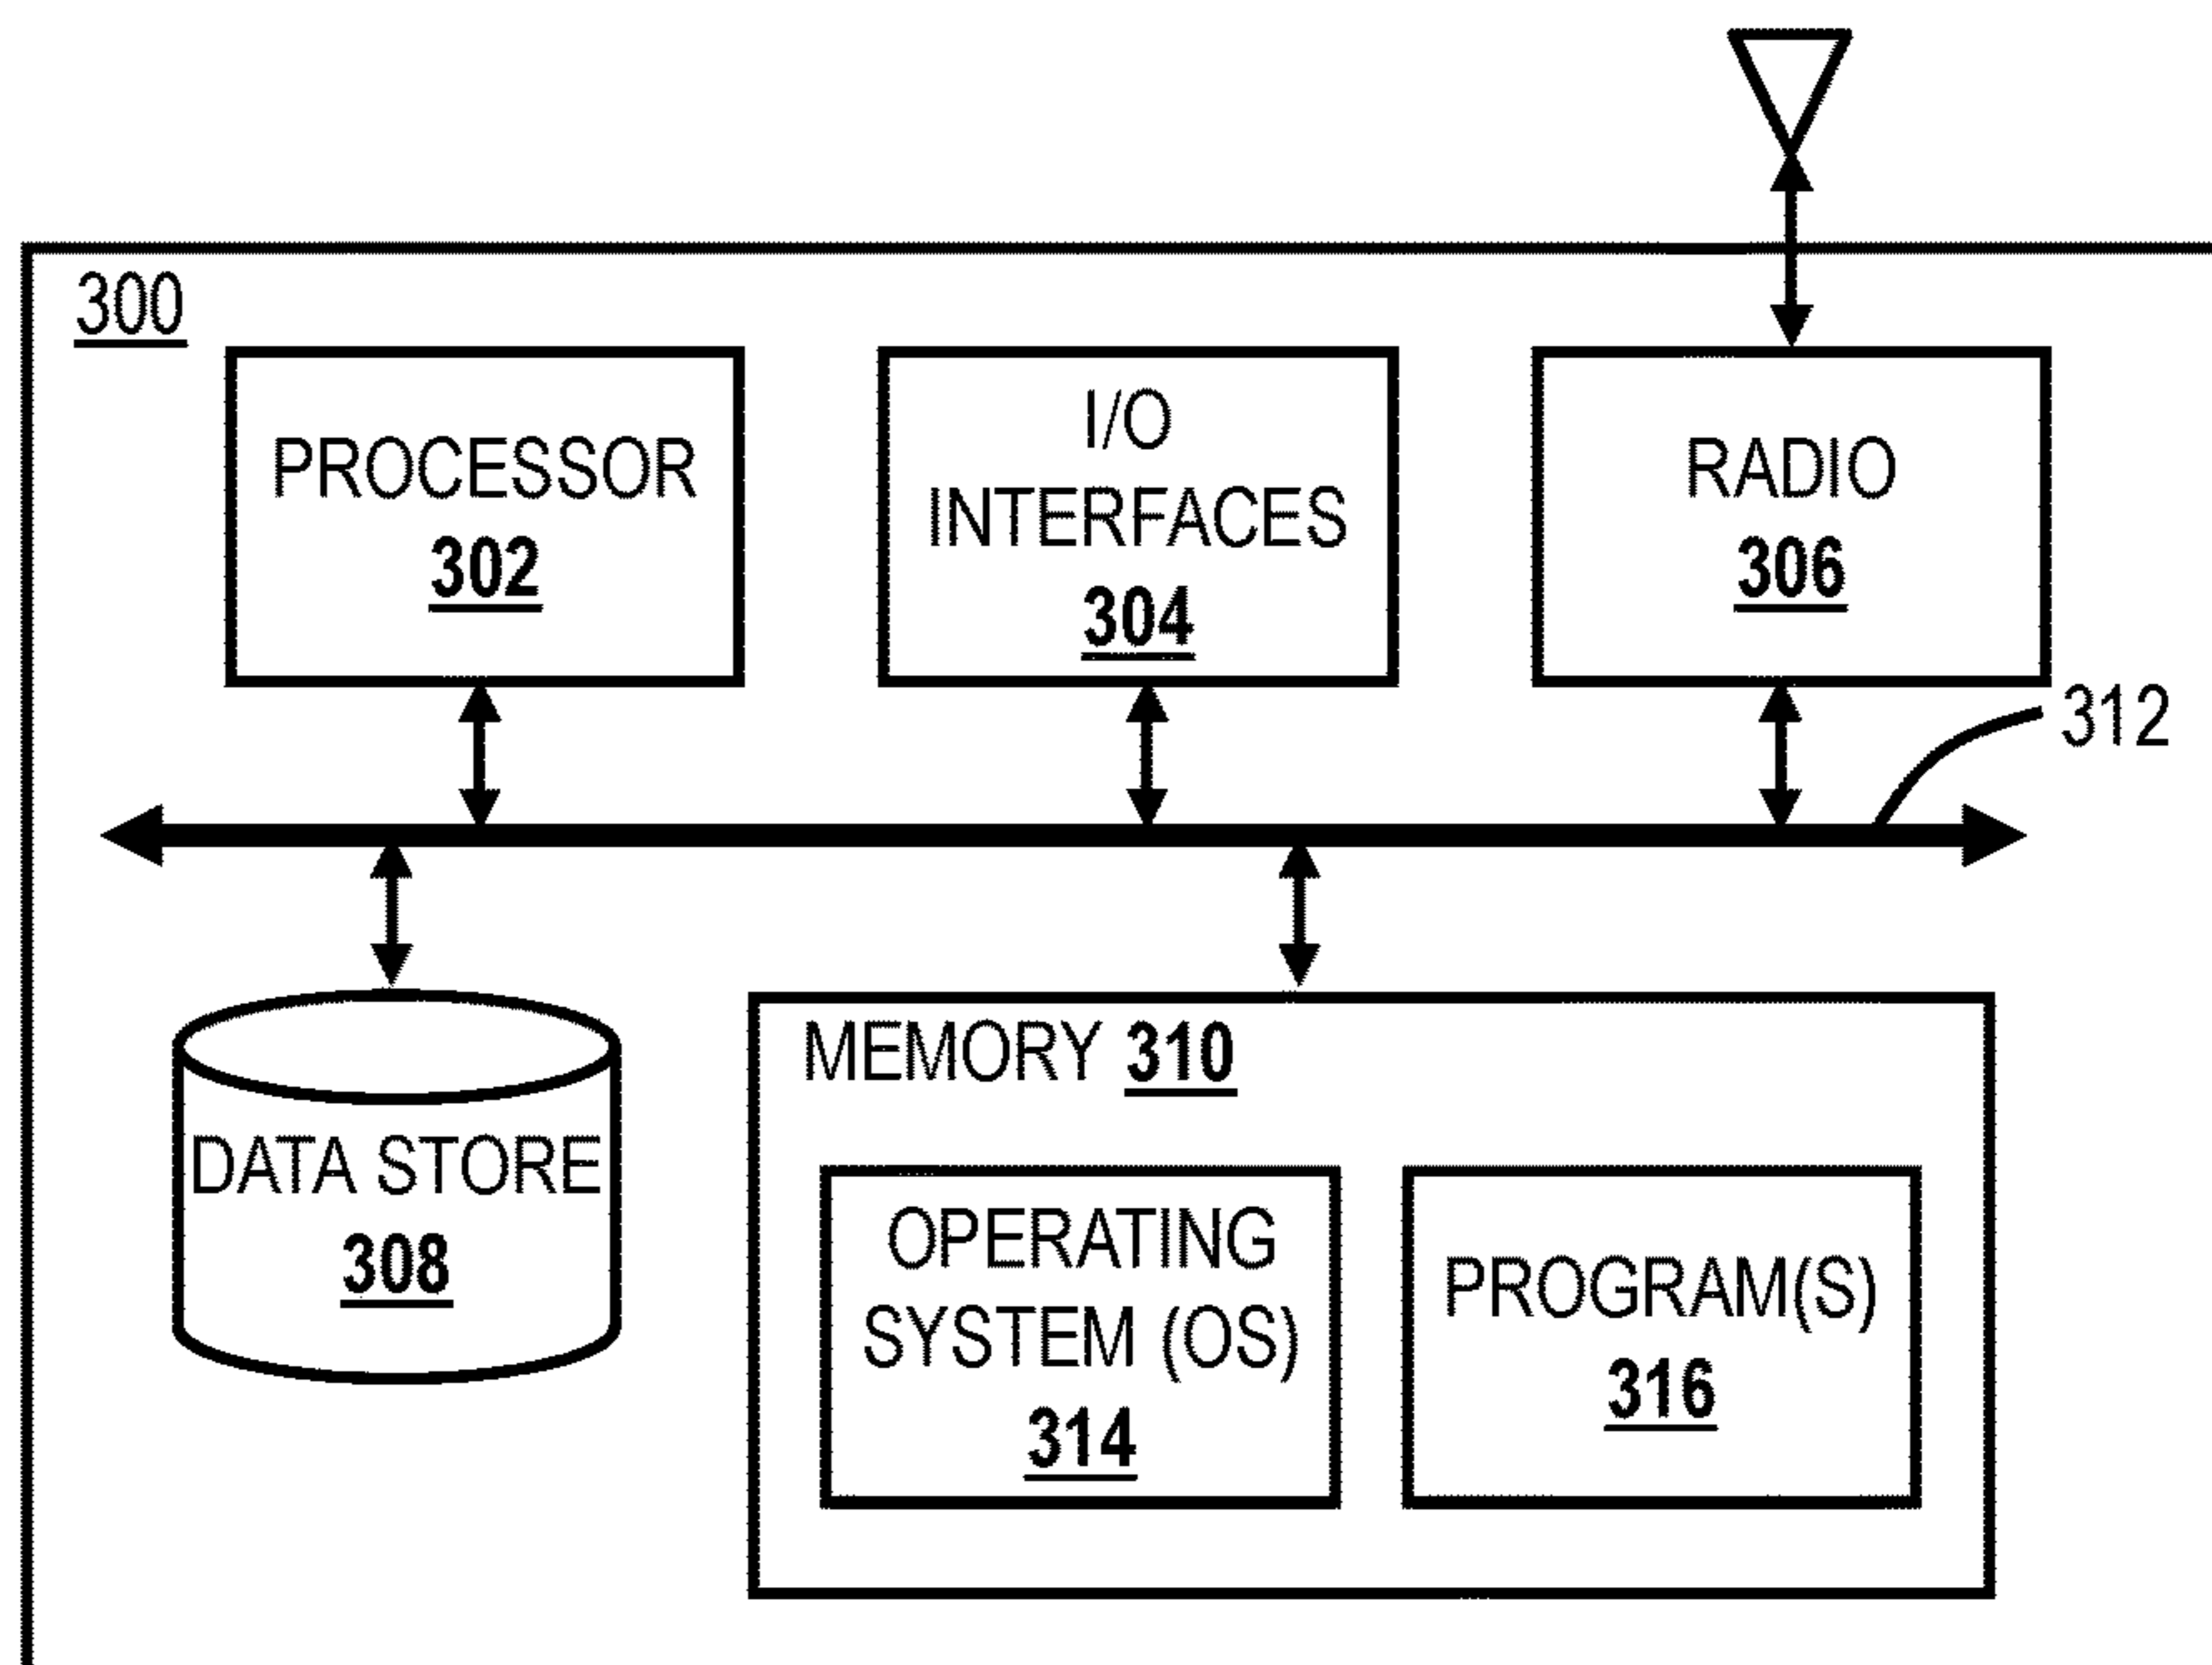 300
PROCESSOR
302
I/O
INTERFACES
304
RADIO
306
312
DATA STORE
308
MEMORY 310
OPERATING
SYSTEM (OS)
314
PROGRAM(S)
316